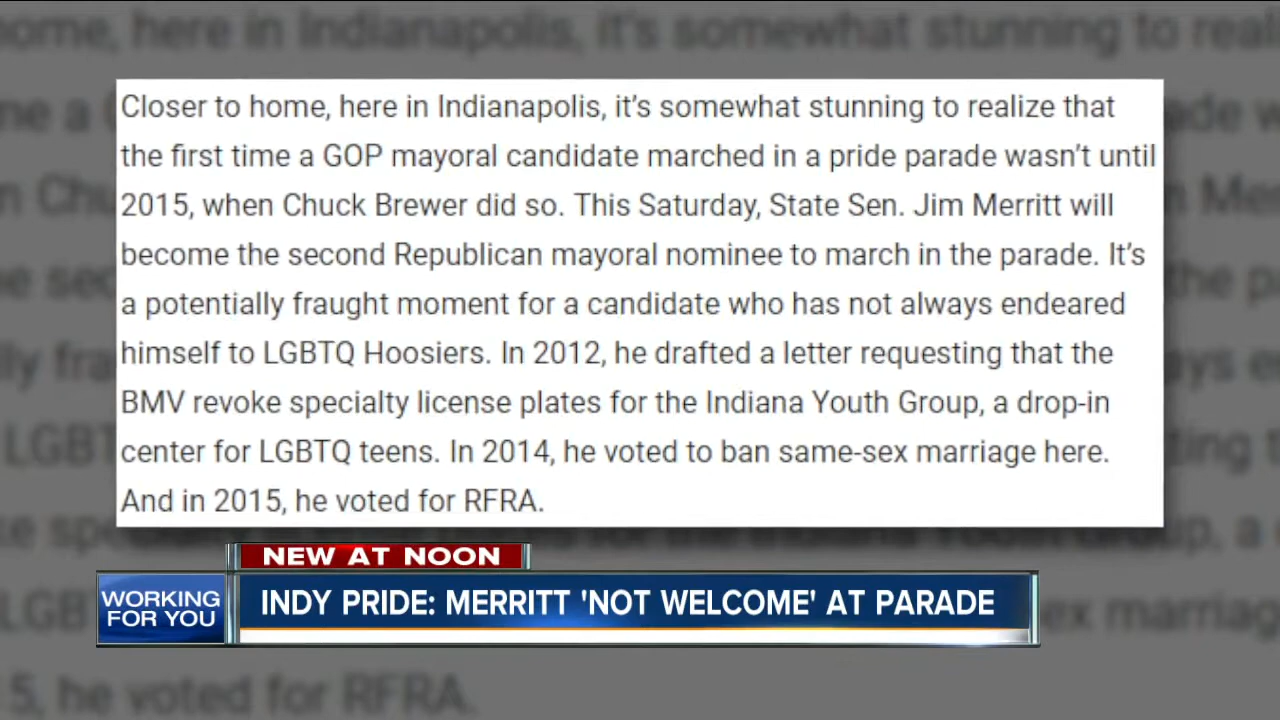 Closer to home, here in Indianapolis, it's somewhat stunning to realize that
the first time a GOP mayoral candidate marched in a pride parade wasn't until
2015, when Chuck Brewer did so. This Saturday, State Sen. Jim Merritt will
become the second Republican mayoral nominee to march in the parade. It's
a potentially fraught moment for a candidate who has not always endeared
himself to LGBTQ Hoosiers. In 2012, he drafted a letter requesting that the
BMV revoke specialty license plates for the Indiana Youth Group, a drop-in
center for LGBTQ teens. In 2014, he voted to ban same-sex marriage here.
And in 2015, he voted for RFRA.
NEW AT NOON
WORKING
FOR YOU
INDY PRIDE: MERRITT 'NOT WELCOME' AT PARADE